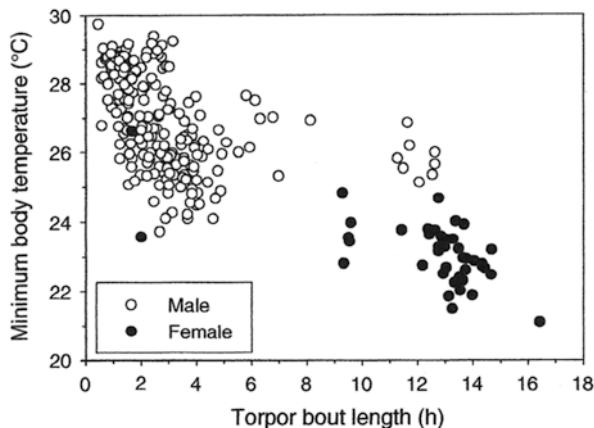 Minimum body temperature (°C)
30
28
26
24
22
20
Male
Female
0 2 4 6 8 10 12 14 16 18
Torpor bout length (h)